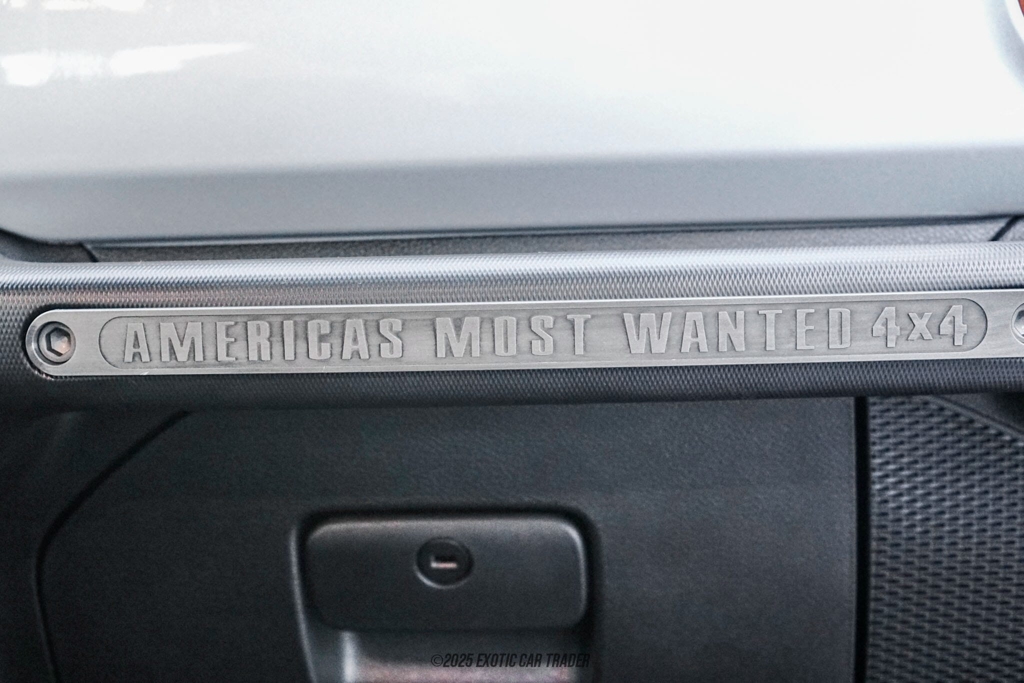 AMERICAS MOST WANTED 4x4
©2025 EXOTIC CAR TRADER